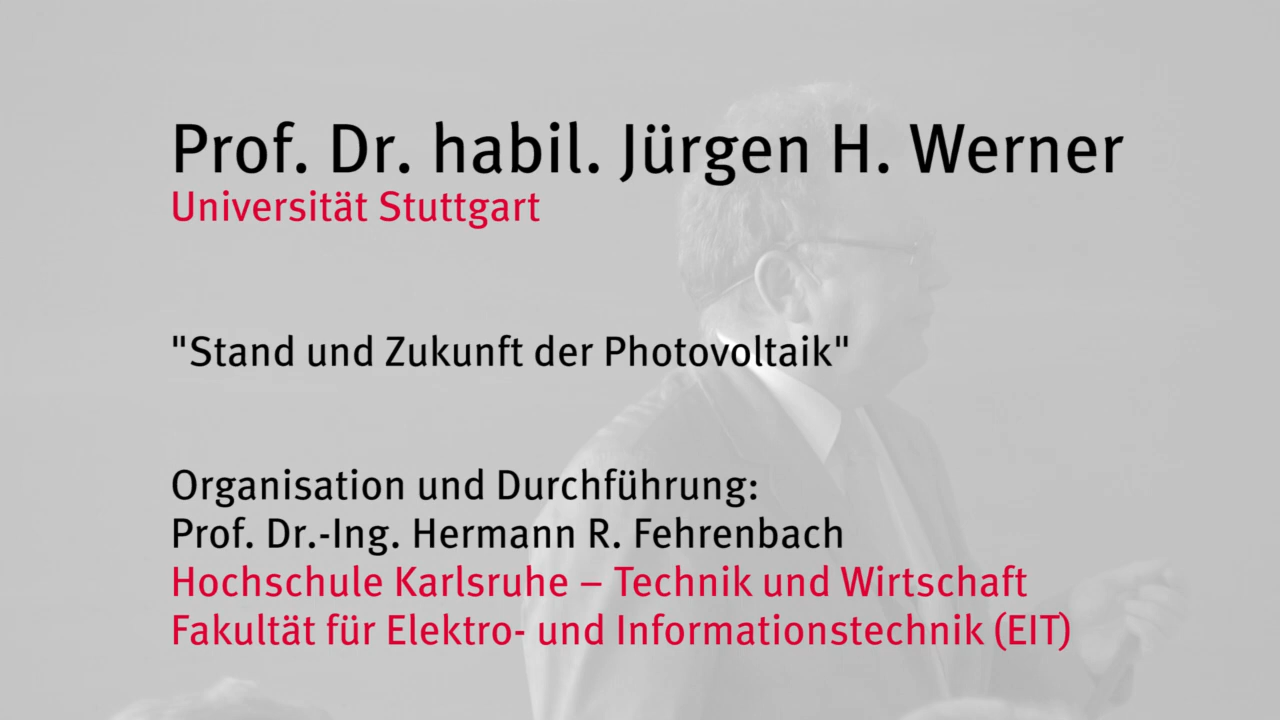 Prof. Dr. habil. Jürgen H. Werner
Universität Stuttgart
"Stand und Zukunft der Photovoltaik"
Organisation und Durchführung:
Prof. Dr.-Ing. Hermann R. Fehrenbach
Hochschule Karlsruhe – Technik und Wirtschaft
Fakultät für Elektro- und Informationstechnik (EIT)